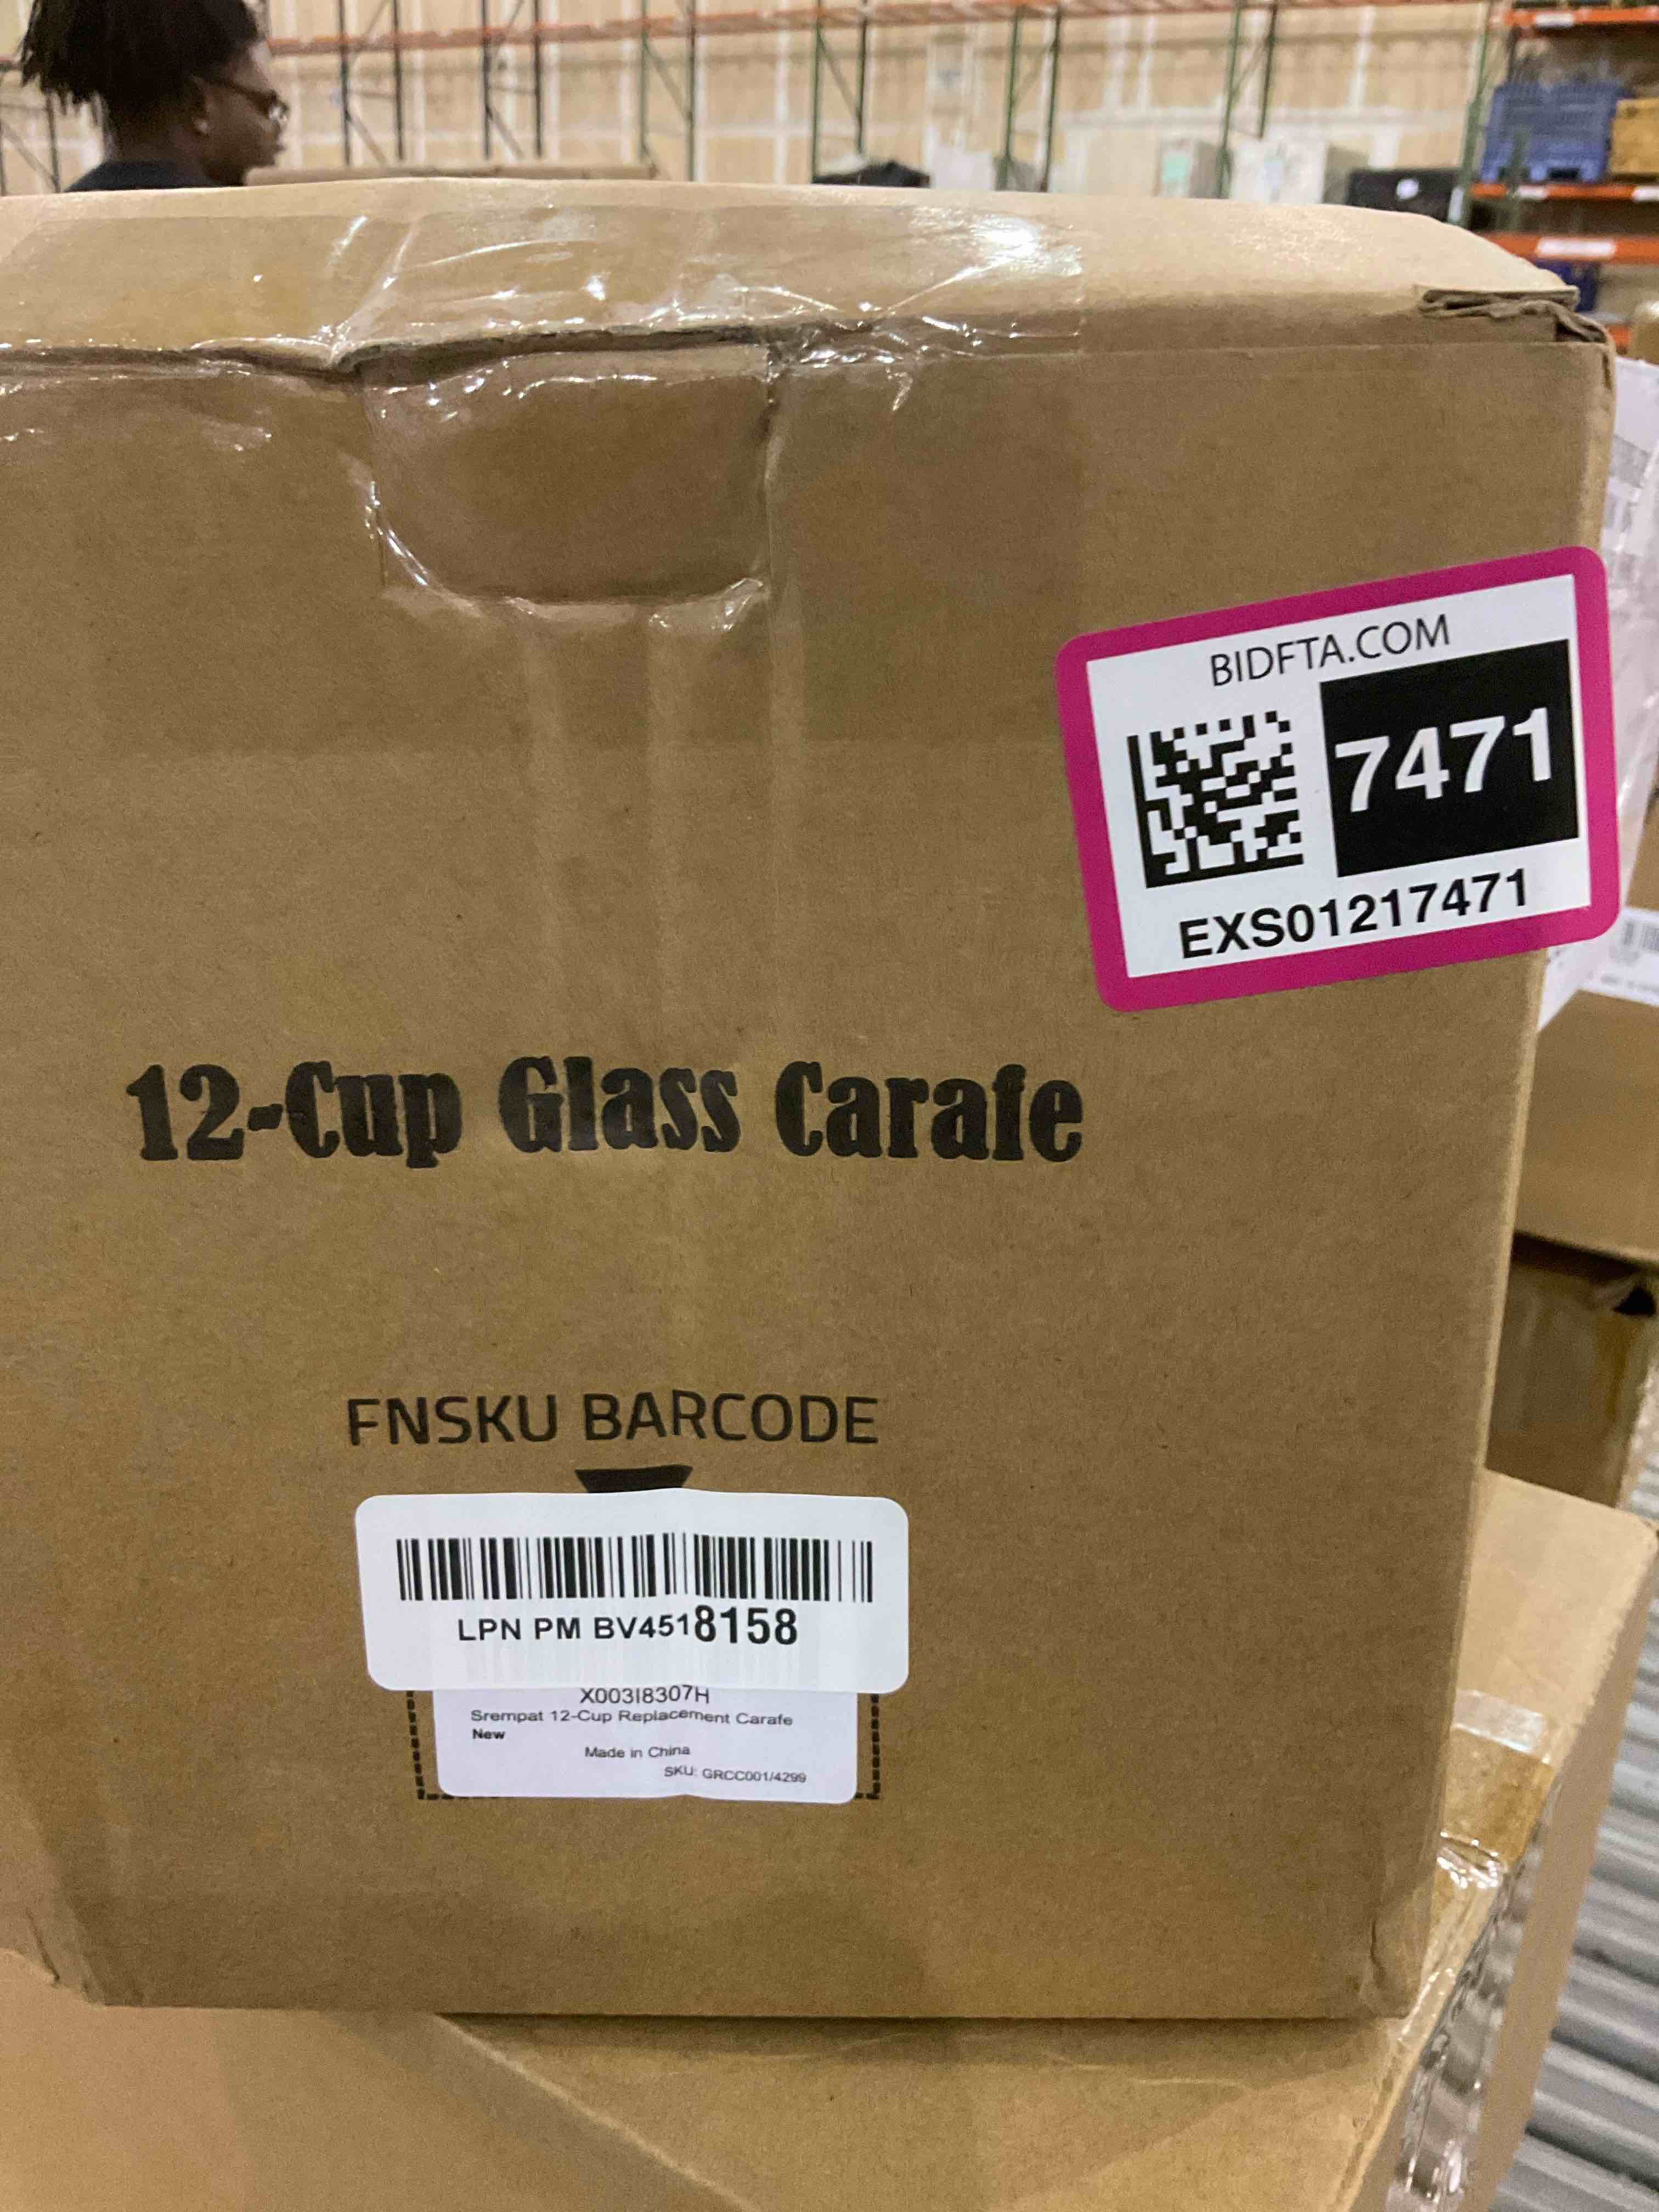 BIDFTA.COM
7471
EXS01217471
12-Cup Glass Carafe
FNSKU BARCODE
LPN PM BV4518158
X003I8307H
Srempat 12-Cup Replacement Carafe
New
Made in China
SKU: GRCC001/4299